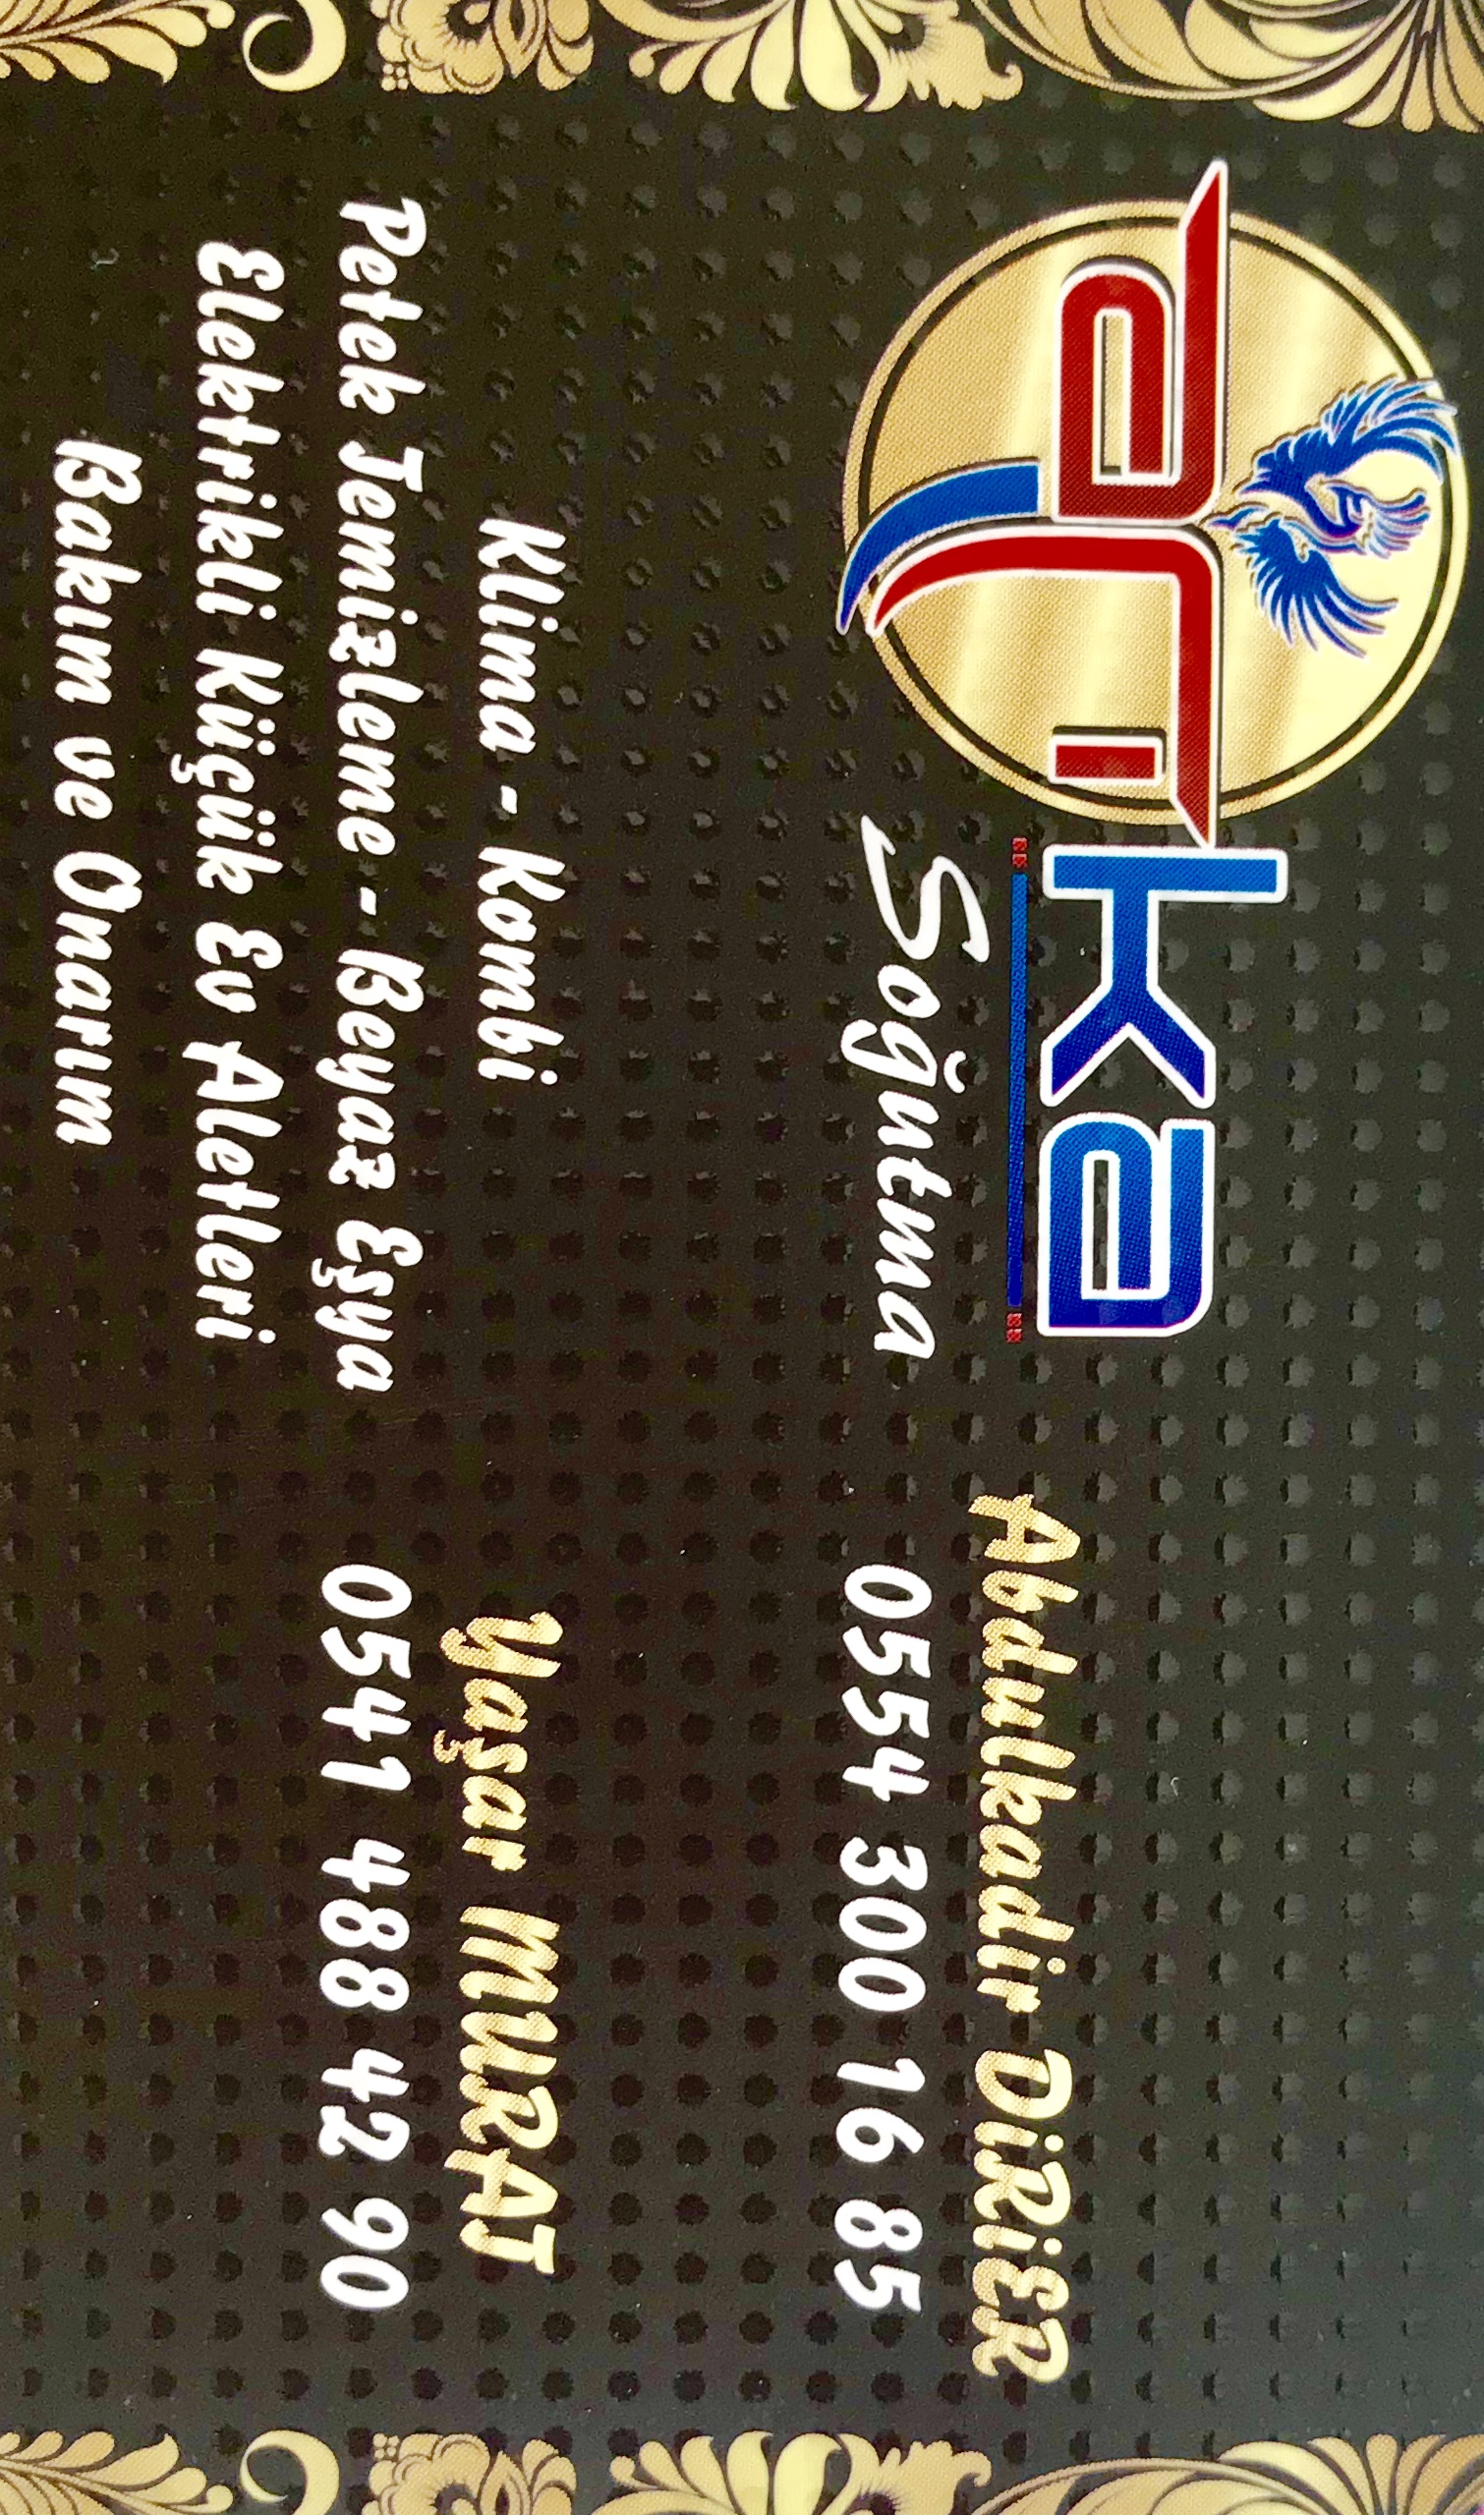 Soğutma
Abdulkadir DiRiER
0554 300 16 85
Klima - Kombi
Petek Temizleme - Beyaz Eşya
Elektrikli Küçük Ev Aletleri
Bakım ve Onarım
Yaşar MURAT
0541 488 42 90